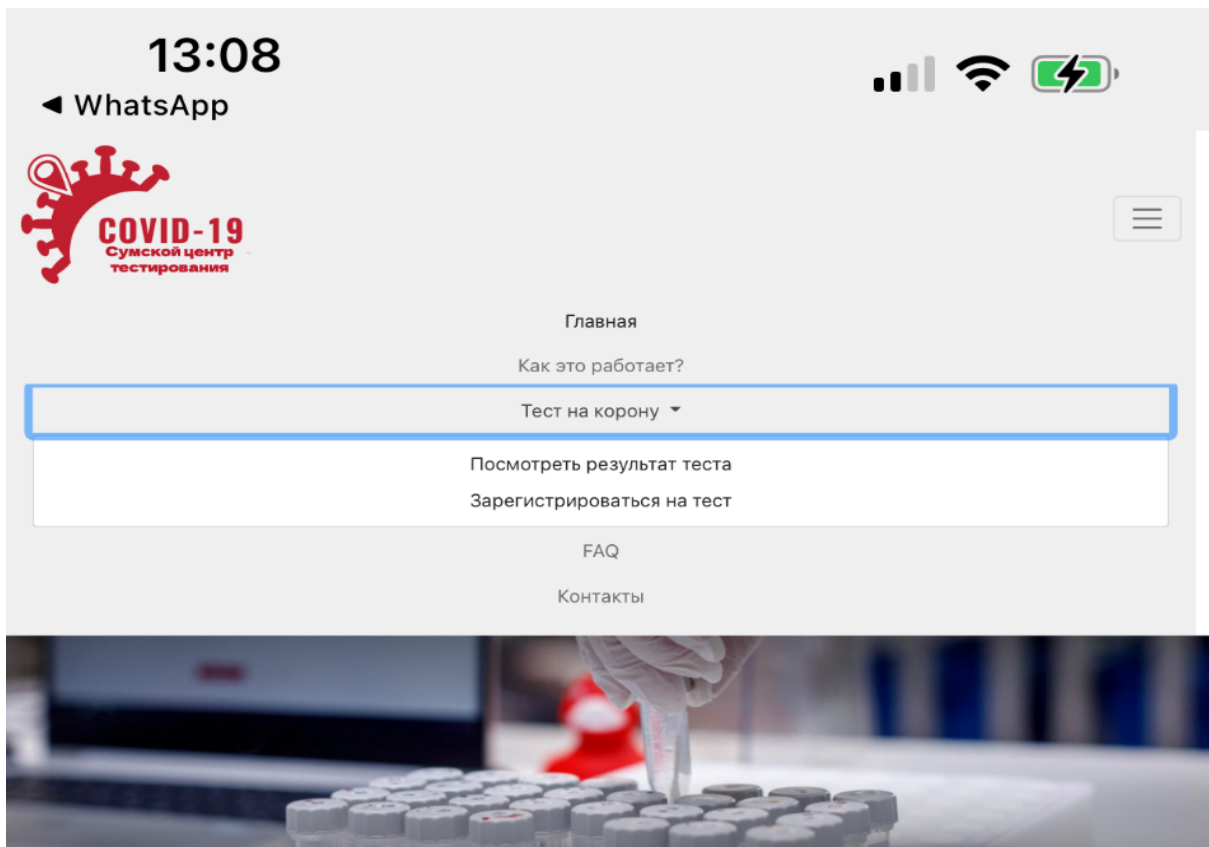 13:08
◀ WhatsApp
COVID-19
Сумской центр
тестирования
Главная
Как это работает?
Тест на корону
Посмотреть результат теста
Зарегистрироваться на тест
FAQ
Контакты